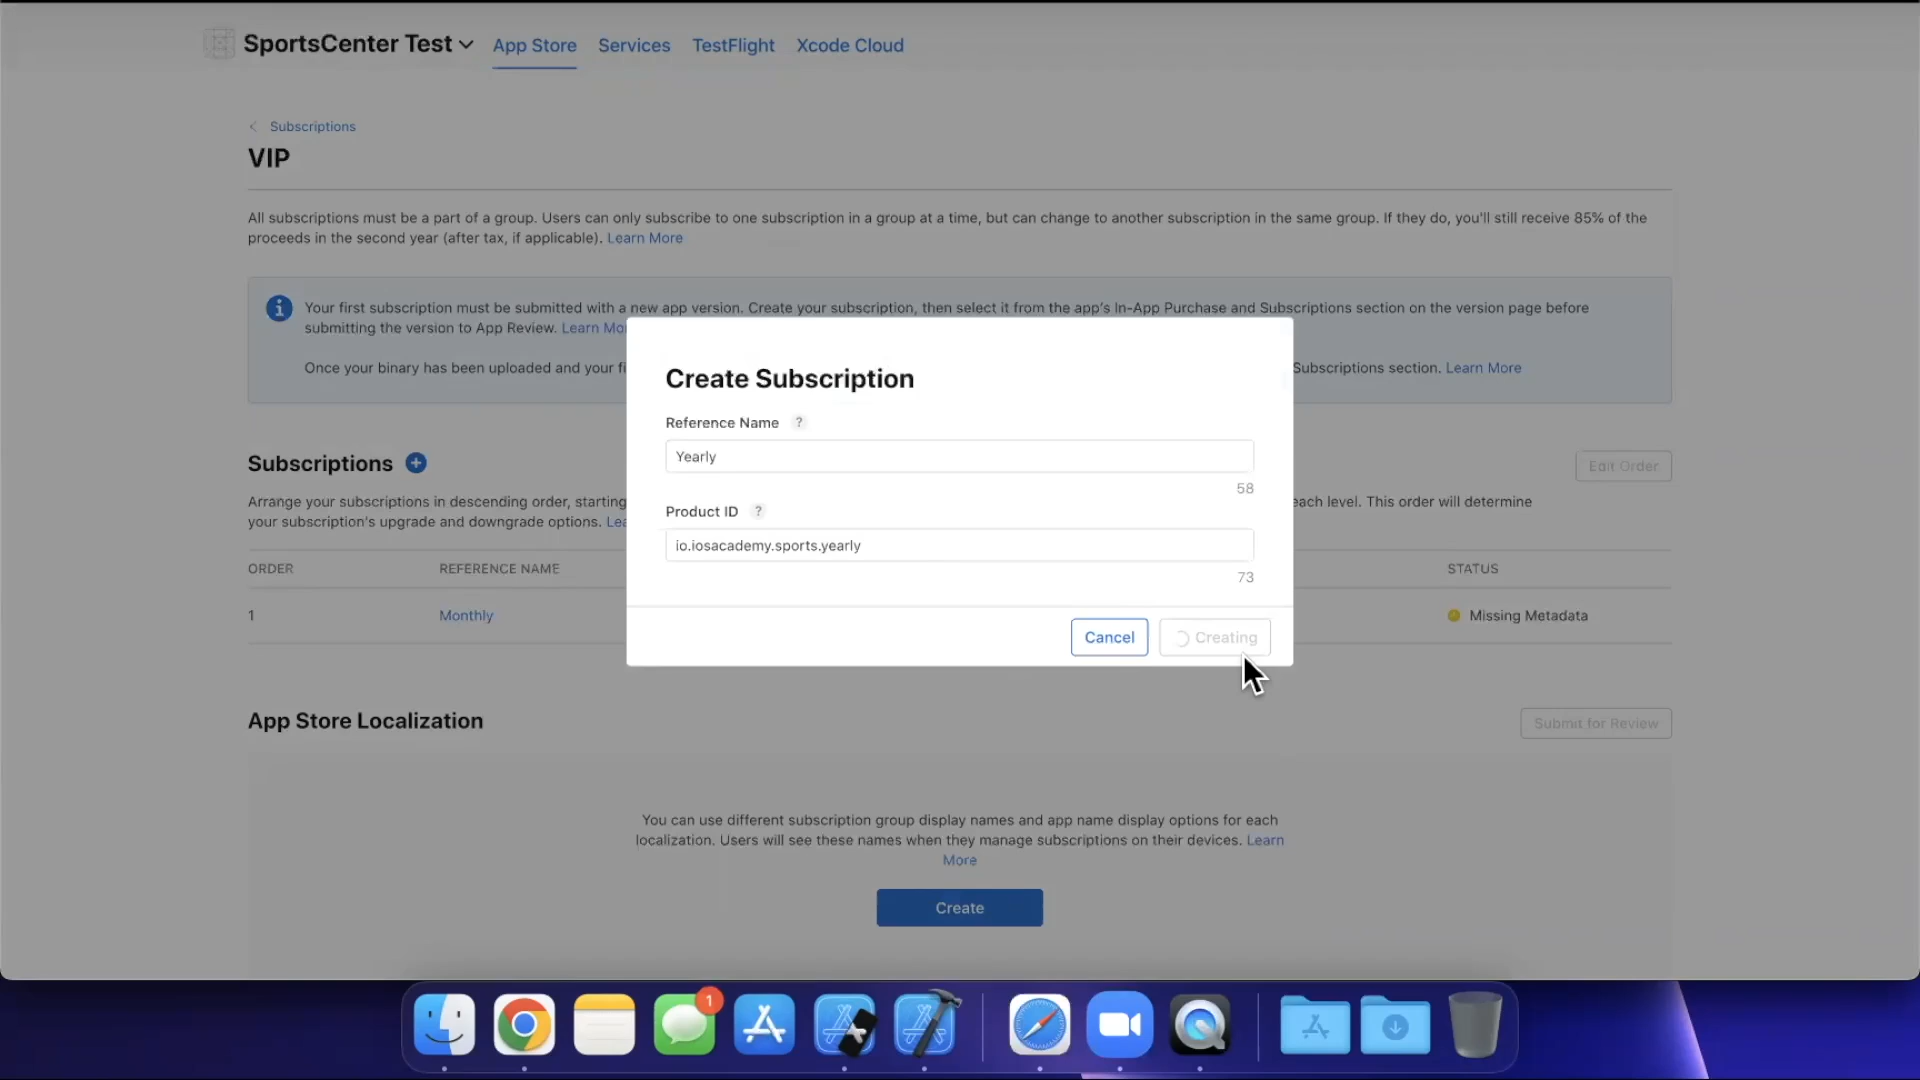 SportsCenter Test App Store Services TestFlight Xcode Cloud
Subscriptions
VIP
All subscriptions must be a part of a group. Users can only subscribe to one subscription in a group at a time, but can change to another subscription in the same group. If they do, you'll still receive 85% of the
proceeds in the second year (after tax, if applicable). Learn More
Your first subscription must be submitted with a new app version. Create your subscription, then select it from the app's In-App Purchase and Subscriptions section on the version page before
submitting the version to App Review. Learn Mo
Once your binary has been uploaded and your fi
Subscriptions section. Learn More
Create Subscription
Reference Name ?
Yearly
58
Product ID ?
io.iosacademy.sports.yearly
73
Cancel Creating
Subscriptions
Edit Order
Arrange your subscriptions in descending order, starting
each level. This order will determine
your subscription's upgrade and downgrade options. Lea
ORDER REFERENCE NAME STATUS
1 Monthly Missing Metadata
App Store Localization
Submit for Review
You can use different subscription group display names and app name display options for each
localization. Users will see these names when they manage subscriptions on their devices. Learn
More
Create
1